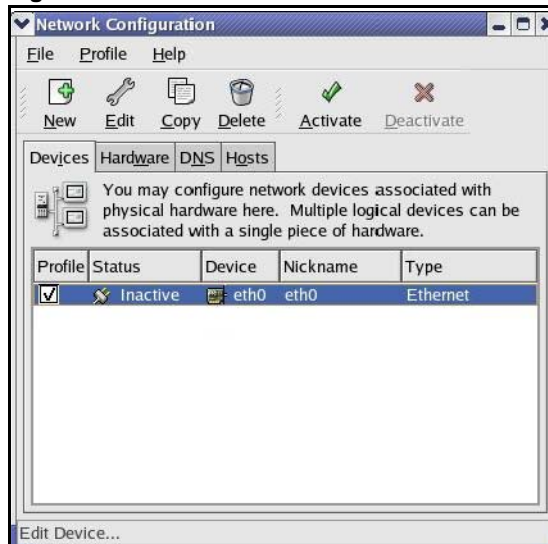 Network Configuration
File Profile Help
New Edit Copy Delete Activate Deactivate
Devices Hardware DNS Hosts
You may configure network devices associated with
physical hardware here. Multiple logical devices can be
associated with a single piece of hardware.
Profile Status Device Nickname Type
Inactive eth0 eth0 Ethernet
Edit Device...